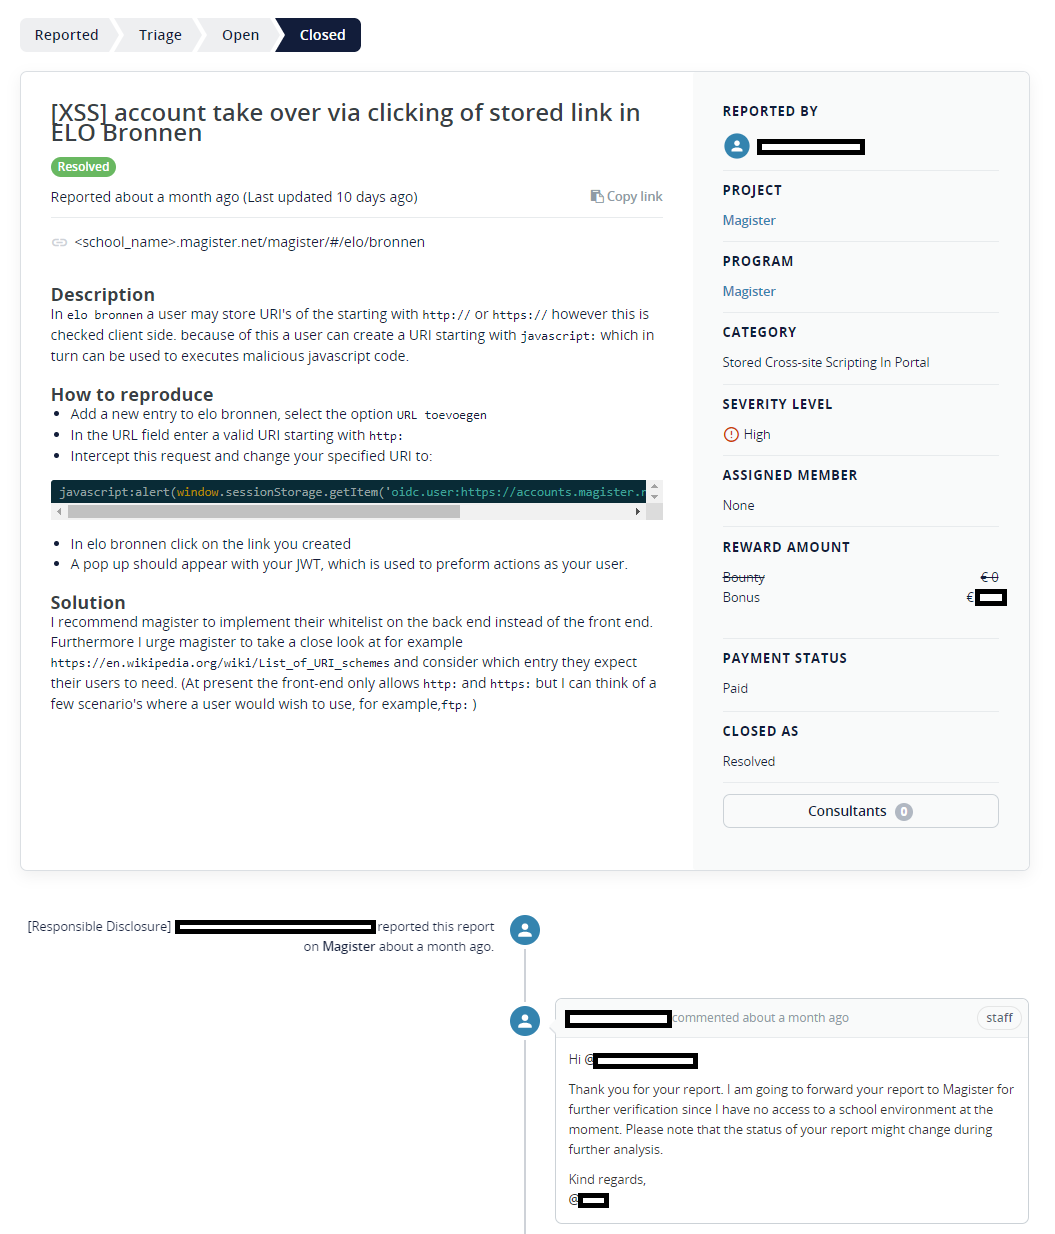 Reported
Triage
Open
Closed
[XSS] account take over via clicking of stored link in
ELO Bronnen
Resolved
Reported about a month ago (Last updated 10 days ago)
Copy link
<school_name>.magister.net/magister/#/elo/bronnen
Description
In elo bronnen a user may store URI's of the starting with http:// or https:// however this is
checked client side. because of this a user can create a URI starting with javascript: which in
turn can be used to executes malicious javascript code.
How to reproduce
• Add a new entry to elo bronnen, select the option URL toevoegen
• In the URL field enter a valid URI starting with http:
• Intercept this request and change your specified URI to:
javascript:alert(window.sessionStorage.getItem('oidc.user:https://accounts.magister.
• In elo bronnen click on the link you created
• A pop up should appear with your JWT, which is used to preform actions as your user.
Solution
I recommend magister to implement their whitelist on the back end instead of the front end.
Furthermore I urge magister to take a close look at for example
https://en.wikipedia.org/wiki/List_of_URI_schemes and consider which entry they expect
their users to need. (At present the front-end only allows http: and https: but I can think of a
few scenario's where a user would wish to use, for example,ftp: )
REPORTED BY
PROJECT
Magister
PROGRAM
Magister
CATEGORY
Stored Cross-site Scripting In Portal
SEVERITY LEVEL
High
ASSIGNED MEMBER
None
REWARD AMOUNT
Bounty € 0
Bonus €
PAYMENT STATUS
Paid
CLOSED AS
Resolved
Consultants 0
[Responsible Disclosure] reported this report
on Magister about a month ago.
commented about a month ago
staff
Hi @
Thank you for your report. I am going to forward your report to Magister for
further verification since I have no access to a school environment at the
moment. Please note that the status of your report might change during
further analysis.
Kind regards,
@